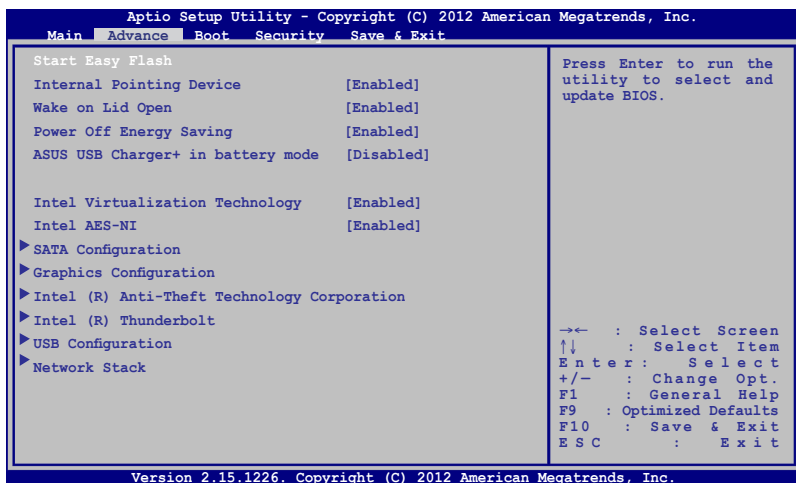 Aptio Setup Utility - Copyright (C) 2012 American Megatrends, Inc.
Main Advance Boot Security Save & Exit
Start Easy Flash
Internal Pointing Device [Enabled]
Wake on Lid Open [Enabled]
Power Off Energy Saving [Enabled]
ASUS USB Charger+ in battery mode [Disabled]
Intel Virtualization Technology [Enabled]
Intel AES-NI [Enabled]
SATA Configuration
Graphics Configuration
Intel (R) Anti-Theft Technology Corporation
Intel (R) Thunderbolt
USB Configuration
Network Stack
Press Enter to run the
utility to select and
update BIOS.
→← : Select Screen
↑↓ : Select Item
Enter: Select
+/— : Change Opt.
F1 : General Help
F9 : Optimized Defaults
F10 : Save & Exit
ESC : Exit
Version 2.15.1226. Copyright (C) 2012 American Megatrends, Inc.